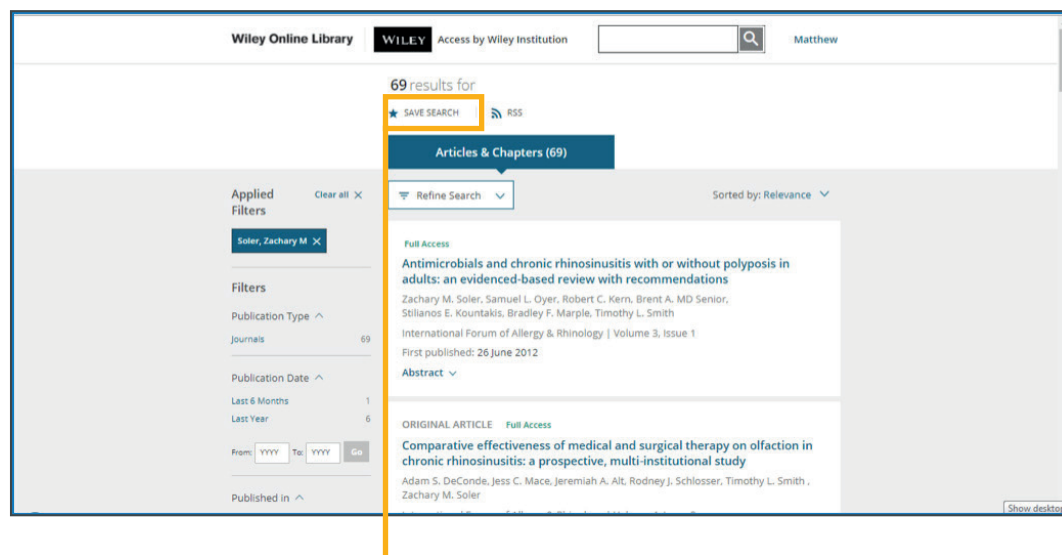 Wiley Online Library
WILEY Access by Wiley Institution
Matthew
69 results for
SAVE SEARCH
RSS
Articles & Chapters (69)
Applied Filters
Clear all X
Soler, Zachary M X
Filters
Publication Type
Journals 69
Publication Date
Last 6 Months 1
Last Year 6
From: YYYY To: YYYY Go
Published in
Refine Search
Sorted by: Relevance
Full Access
Antimicrobials and chronic rhinosinusitis with or without polyposis in
adults: an evidenced-based review with recommendations
Zachary M. Soler, Samuel L. Oyer, Robert C. Kern, Brent A. MD Senior,
Stilianos E. Kountakis, Bradley F. Marple, Timothy L. Smith
International Forum of Allergy & Rhinology | Volume 3, Issue 1
First published: 26 June 2012
Abstract
ORIGINAL ARTICLE Full Access
Comparative effectiveness of medical and surgical therapy on olfaction in
chronic rhinosinusitis: a prospective, multi-institutional study
Adam S. DeConde, Jess C. Mace, Jeremiah A. Alt, Rodney J. Schlosser, Timothy L. Smith ,
Zachary M. Soler
Show desktop